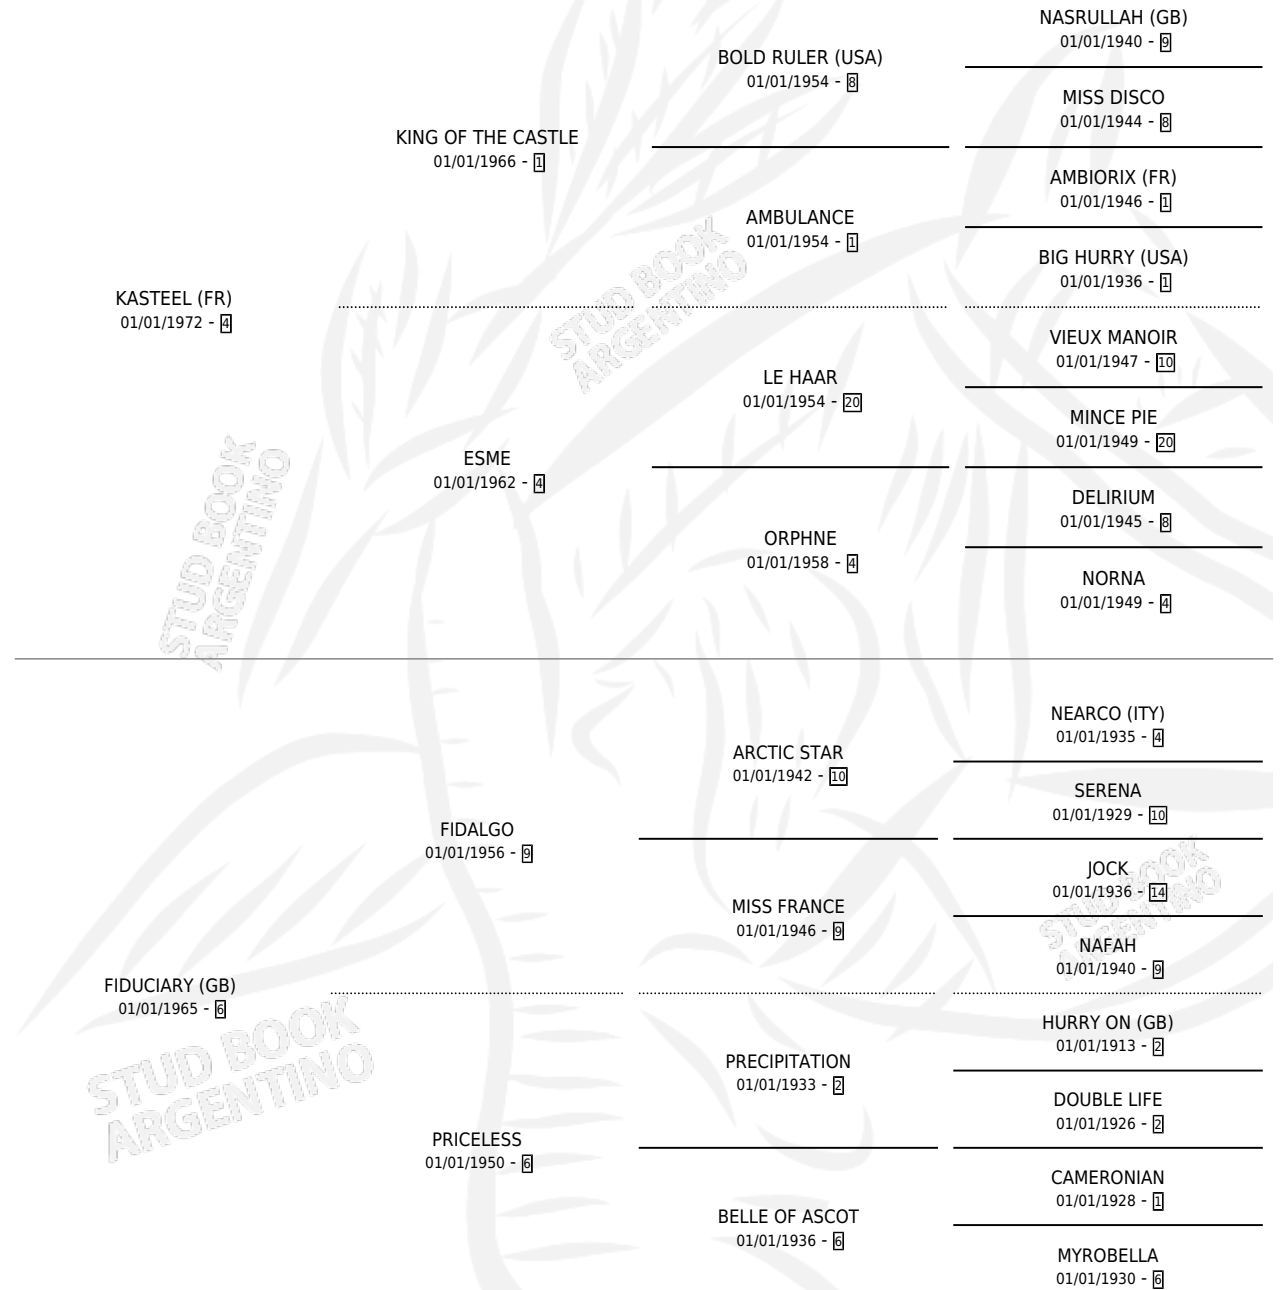 NASRULLAH (GB)
01/01/1940 - 9
BOLD RULER (USA)
01/01/1954 - 8
MISS DISCO
01/01/1944 - 8
KING OF THE CASTLE
01/01/1966 - 1
AMBIORIX (FR)
01/01/1946 - 1
AMBULANCE
01/01/1954 - 1
BIG HURRY (USA)
01/01/1936 - 1
KASTEEL (FR)
01/01/1972 - 4
VIEUX MANOIR
01/01/1947 - 10
LE HAAR
01/01/1954 - 20
MINCE PIE
01/01/1949 - 20
ESME
01/01/1962 - 4
DELIRIUM
01/01/1945 - 8
ORPHNE
01/01/1958 - 4
NORNA
01/01/1949 - 4
NEARCO (ITY)
01/01/1935 - 4
ARCTIC STAR
01/01/1942 - 10
SERENA
01/01/1929 - 10
FIDALGO
01/01/1956 - 9
JOCK
01/01/1936 - 14
MISS FRANCE
01/01/1946 - 9
NAFAH
01/01/1940 - 9
FIDUCIARY (GB)
01/01/1965 - 6
HURRY ON (GB)
01/01/1913 - 2
PRECIPITATION
01/01/1933 - 2
DOUBLE LIFE
01/01/1926 - 2
PRICELESS
01/01/1950 - 6
CAMERONIAN
01/01/1928 - 1
BELLE OF ASCOT
01/01/1936 - 6
MYROBELLA
01/01/1930 - 6
STUD BOOK
ARGENTINO
STUD BOOK
ARGENTINO
STUD BOOK
ARGENTINO
STUD BOOK
ARGENTINO